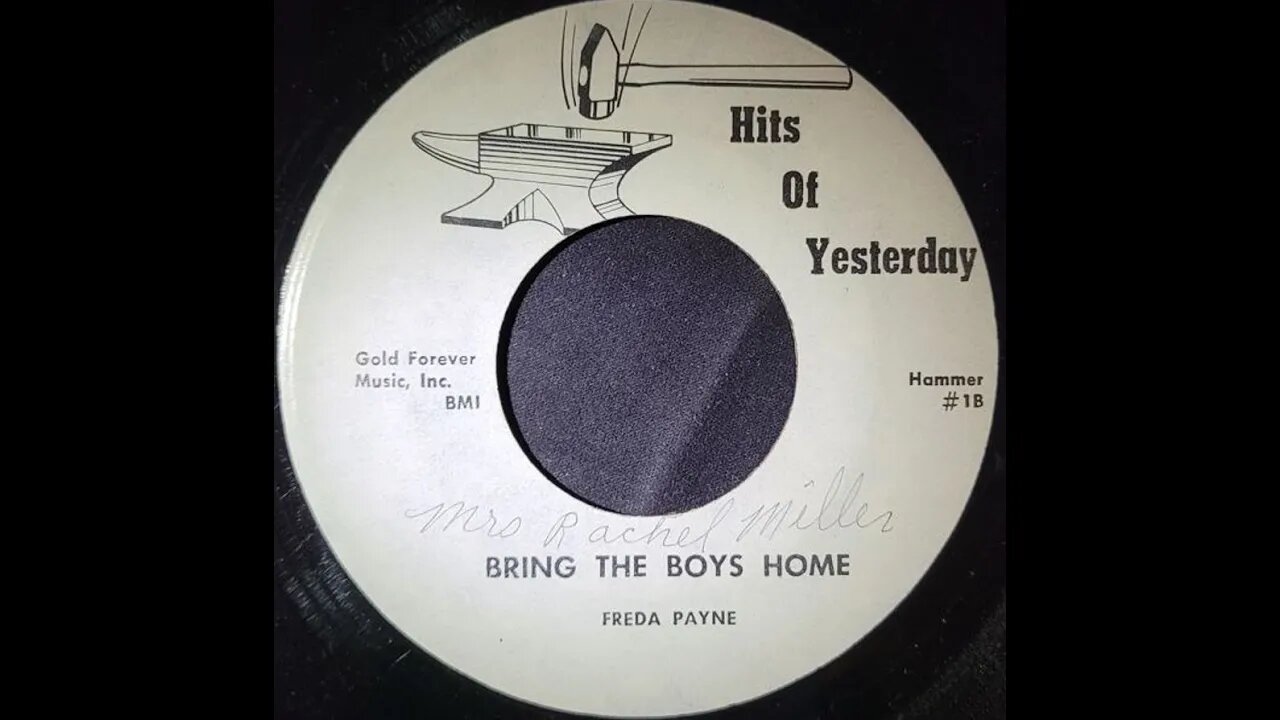 Hits
Of
Yesterday
Gold Forever
Music, Inc.
BMI
Hammer
#1B
Mrs Rachel Miller
BRING THE BOYS HOME
FREDA PAYNE